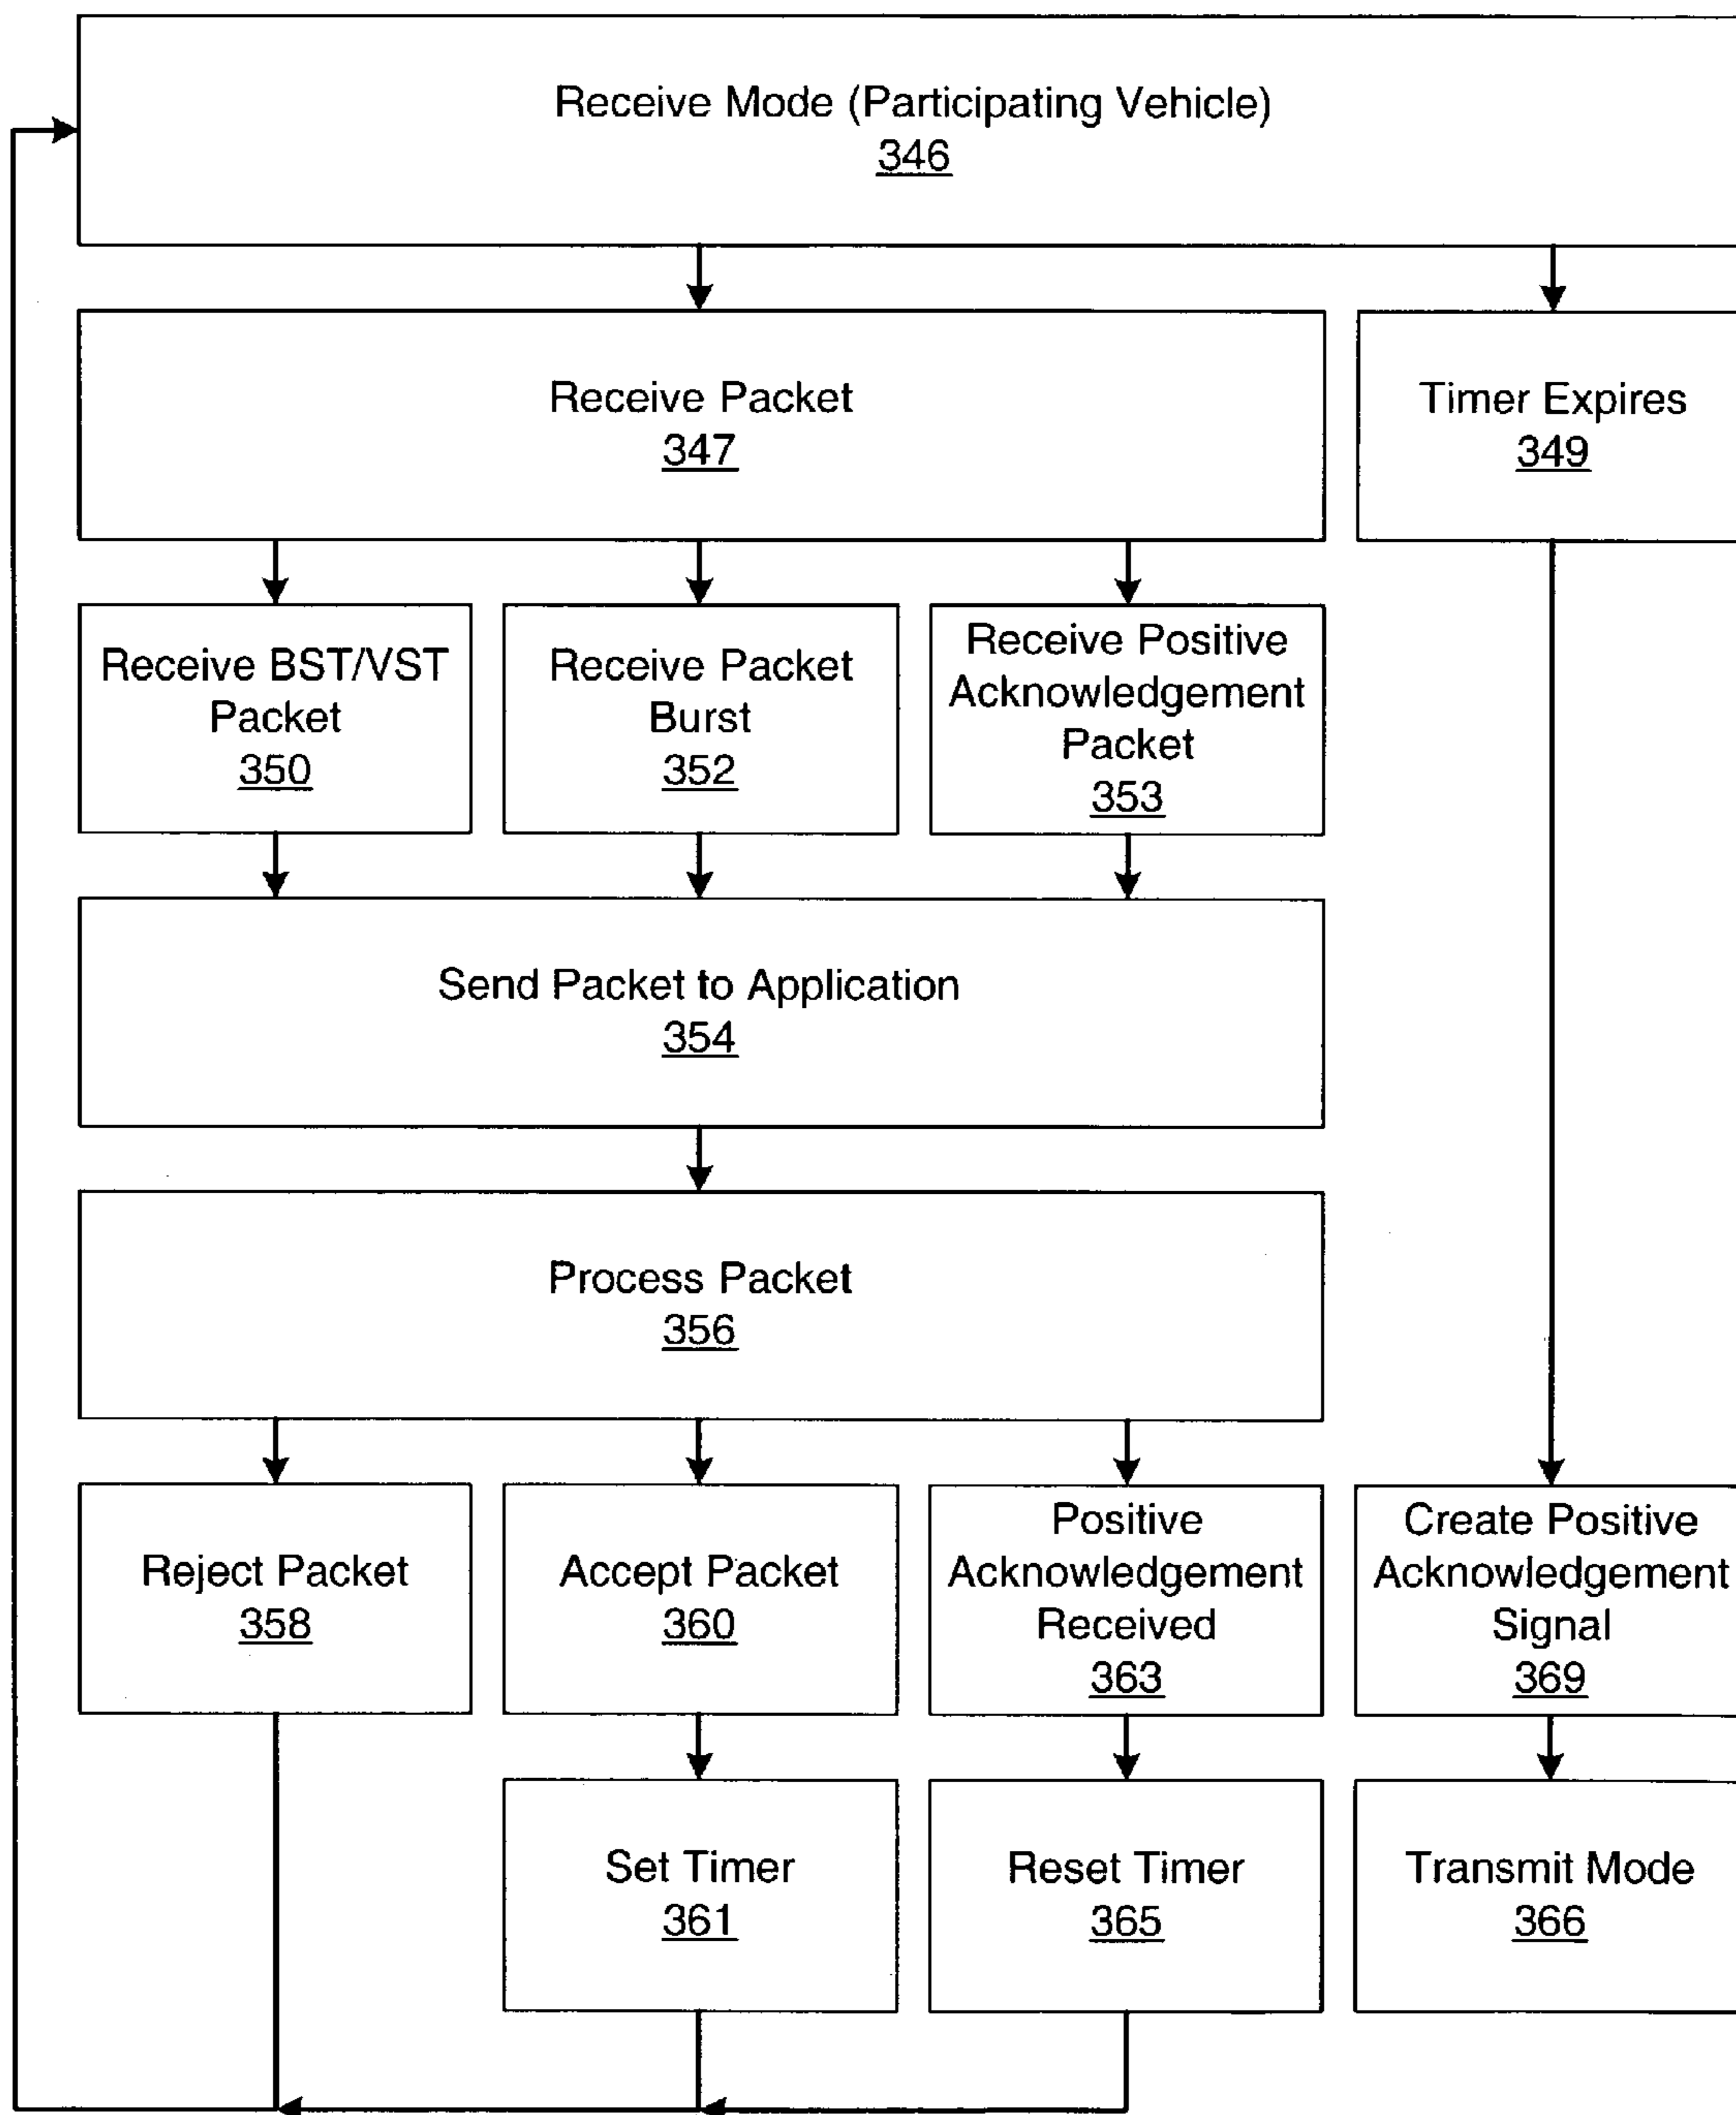 Receive Mode (Participating Vehicle)
346
Receive Packet
347
Timer Expires
349
Receive BST/VST
Packet
350
Receive Packet
Burst
352
Receive Positive
Acknowledgement
Packet
353
Send Packet to Application
354
Process Packet
356
Reject Packet
358
Accept Packet
360
Positive
Acknowledgement
Received
363
Create Positive
Acknowledgement
Signal
369
Set Timer
361
Reset Timer
365
Transmit Mode
366